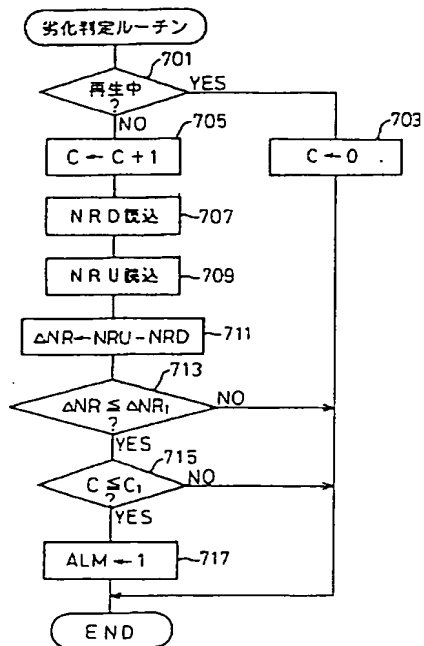 劣化判定ルーチン
701
再生中
?
YES
NO
705
703
C ← C + 1
C ← 0
NRD読込
707
NRU読込
709
ΔNR ← NRU - NRD
711
713
ΔNR ≦ ΔNR₁
?
NO
YES
715
C ≦ C₁
?
NO
YES
ALM ← 1
717
END